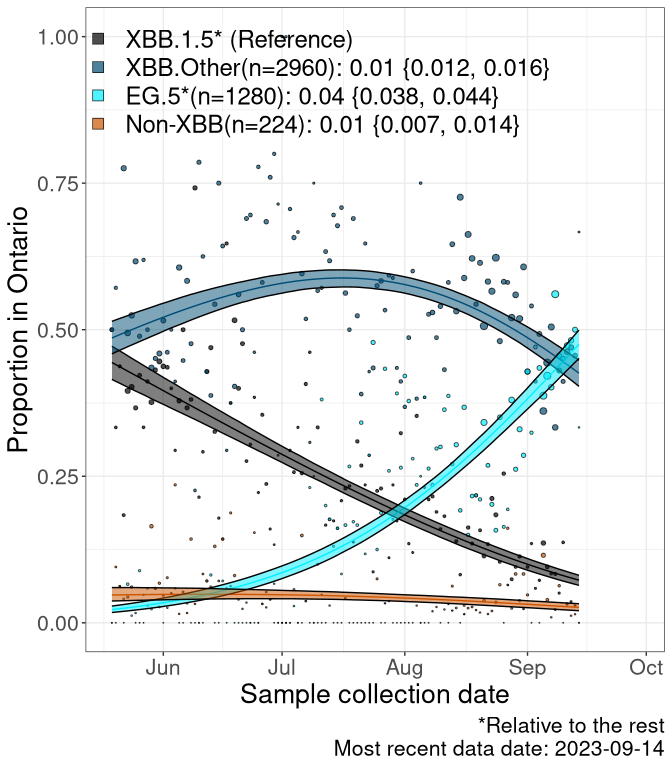 XBB.1.5* (Reference)
XBB.Other(n=2960): 0.01 {0.012, 0.016}
EG.5*(n=1280): 0.04 {0.038, 0.044}
Non-XBB(n=224): 0.01 {0.007, 0.014}
1.00
0.75
0.50
0.25
0.00
Proportion in Ontario
Jun Jul Aug Sep Oct
Sample collection date
*Relative to the rest
Most recent data date: 2023-09-14